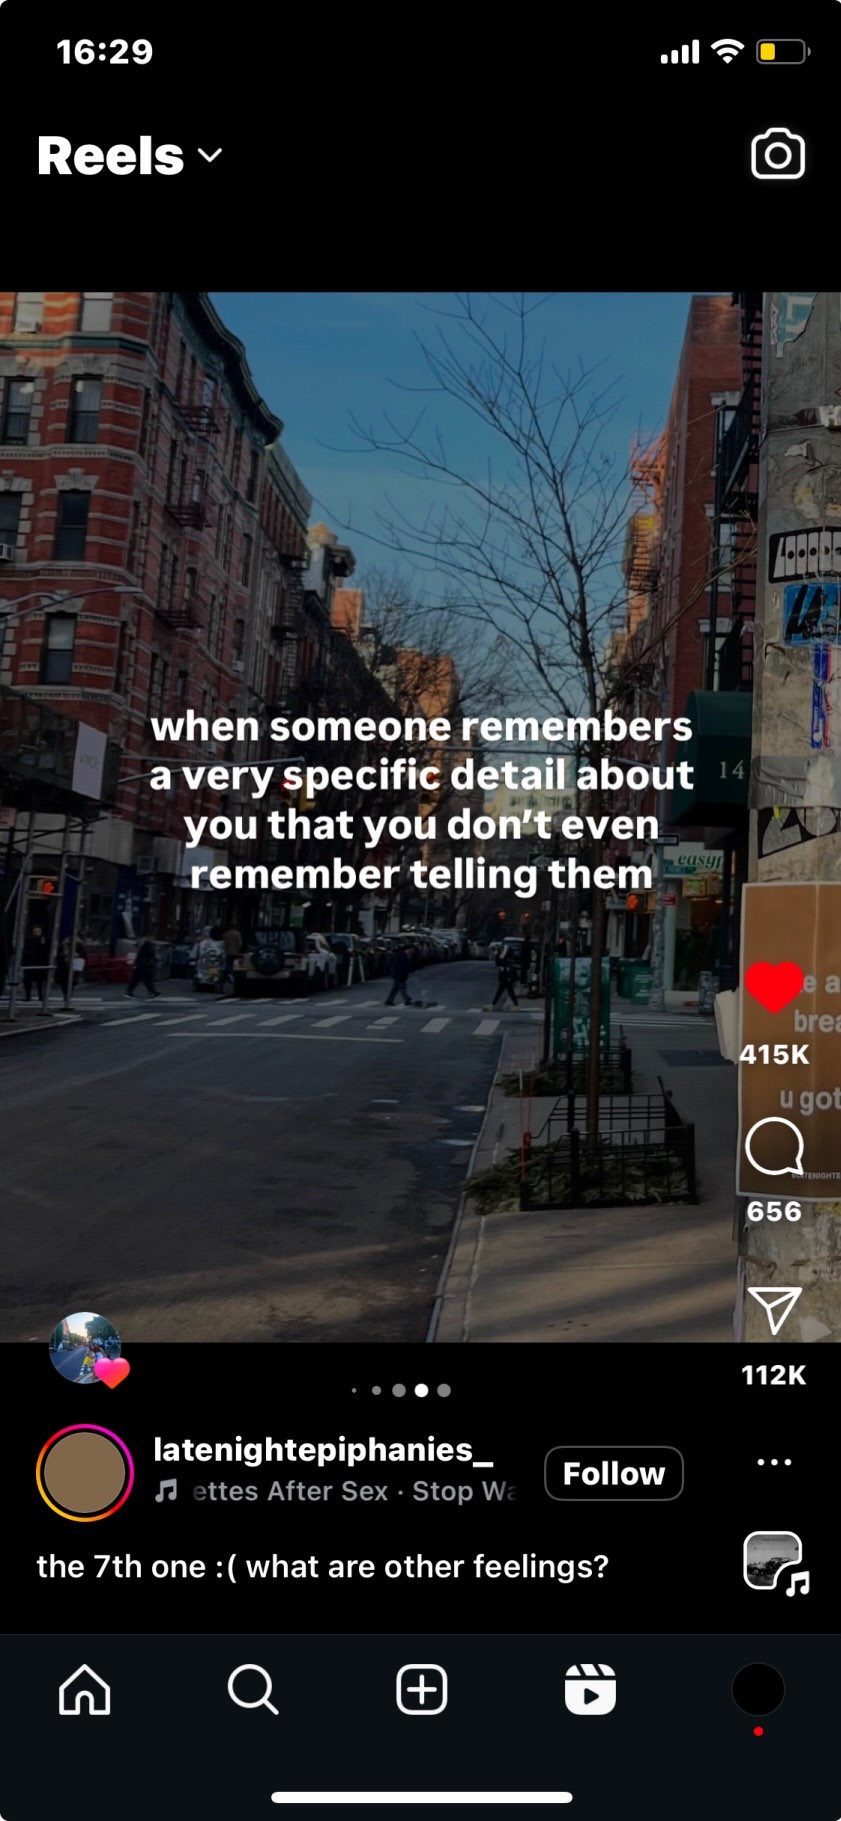 16:29
Reels
when someone remembers
a very specific detail about
you that you don't even
remember telling them
14
easy
e a
brea
u got
415K
656
112K
latenightepiphanies_
ettes After Sex · Stop Wa
Follow
the 7th one :( what are other feelings?